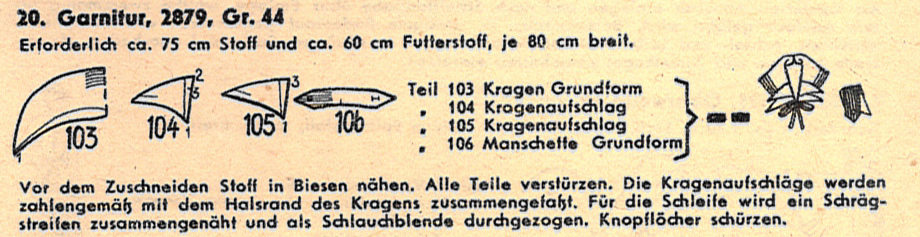 20. Garnitur, 2879, Gr. 44
Erforderlich ca. 75 cm Stoff und ca. 60 cm Futterstoff, je 80 cm breit.
103
1
104
2
3
1
105
3
1
106
Teil 103 Kragen Grundform
„ 104 Krogenaufschlag
„ 105 Kragenaufschlag
„ 106 Manschette Grundform
Vor dem Zuschneiden Stoff in Biesen nähen. Alle Teile verstürzen. Die Kragenaufschläge werden
zahlengemäß mit dem Halsrand des Kragens zusammengefaßt. Für die Schleife wird ein Schräg-
streifen zusammengenäht und als Schlauchblende durchgezogen. Knopflöcher schürzen.